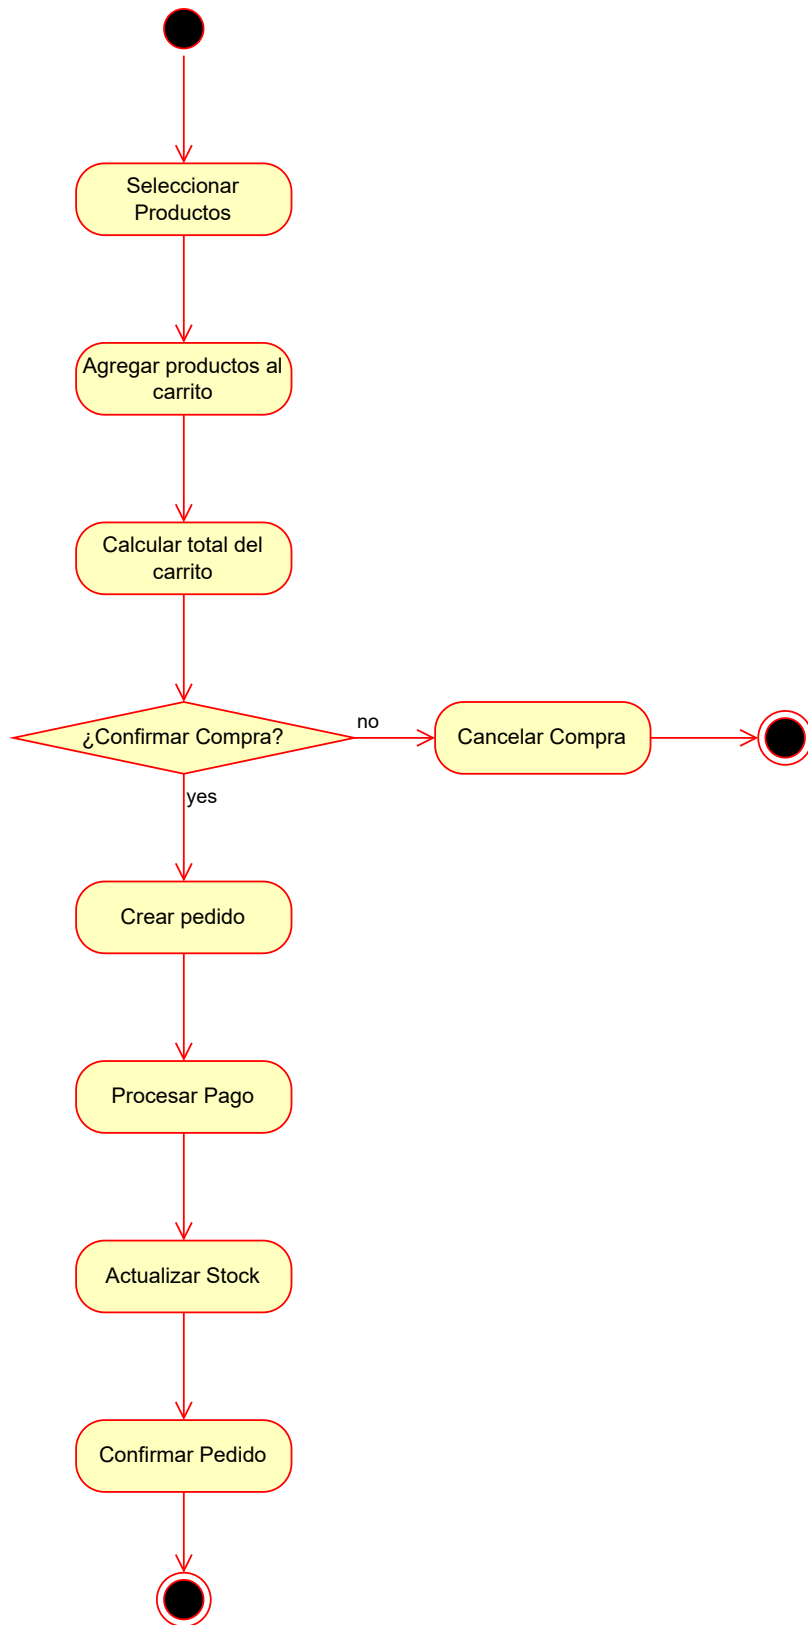 Seleccionar
Productos
Agregar productos al
carrito
Calcular total del
carrito
¿Confirmar Compra?
no
Cancelar Compra
yes
Crear pedido
Procesar Pago
Actualizar Stock
Confirmar Pedido